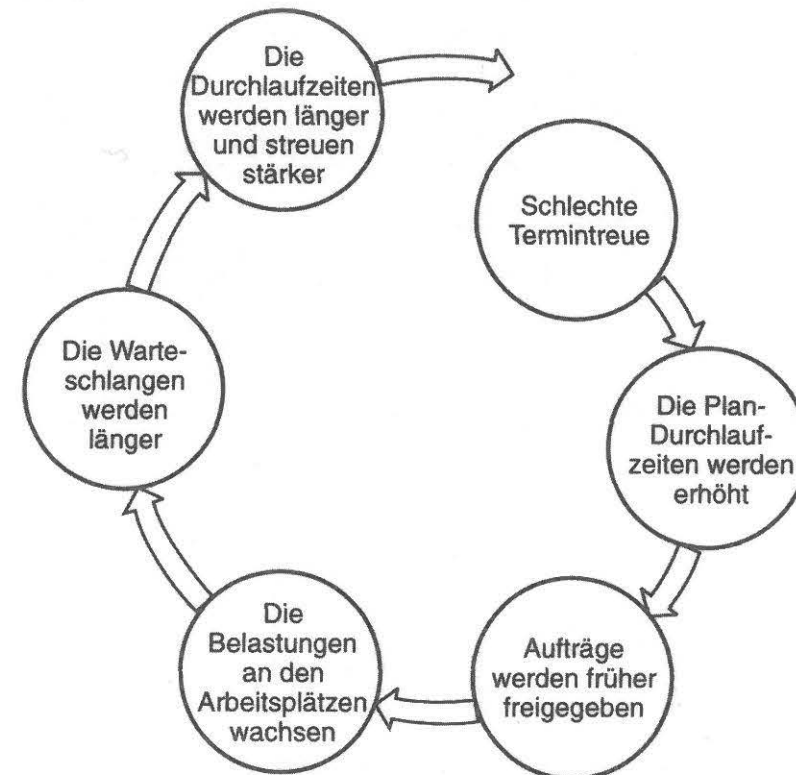 Die
Durchlaufzeiten
werden länger
und streuen
stärker
Schlechte
Termintreue
Die Plan-
Durchlauf-
zeiten werden
erhöht
Aufträge
werden früher
freigegeben
Die
Belastungen
an den
Arbeitsplätzen
wachsen
Die Warte-
schlangen
werden
länger